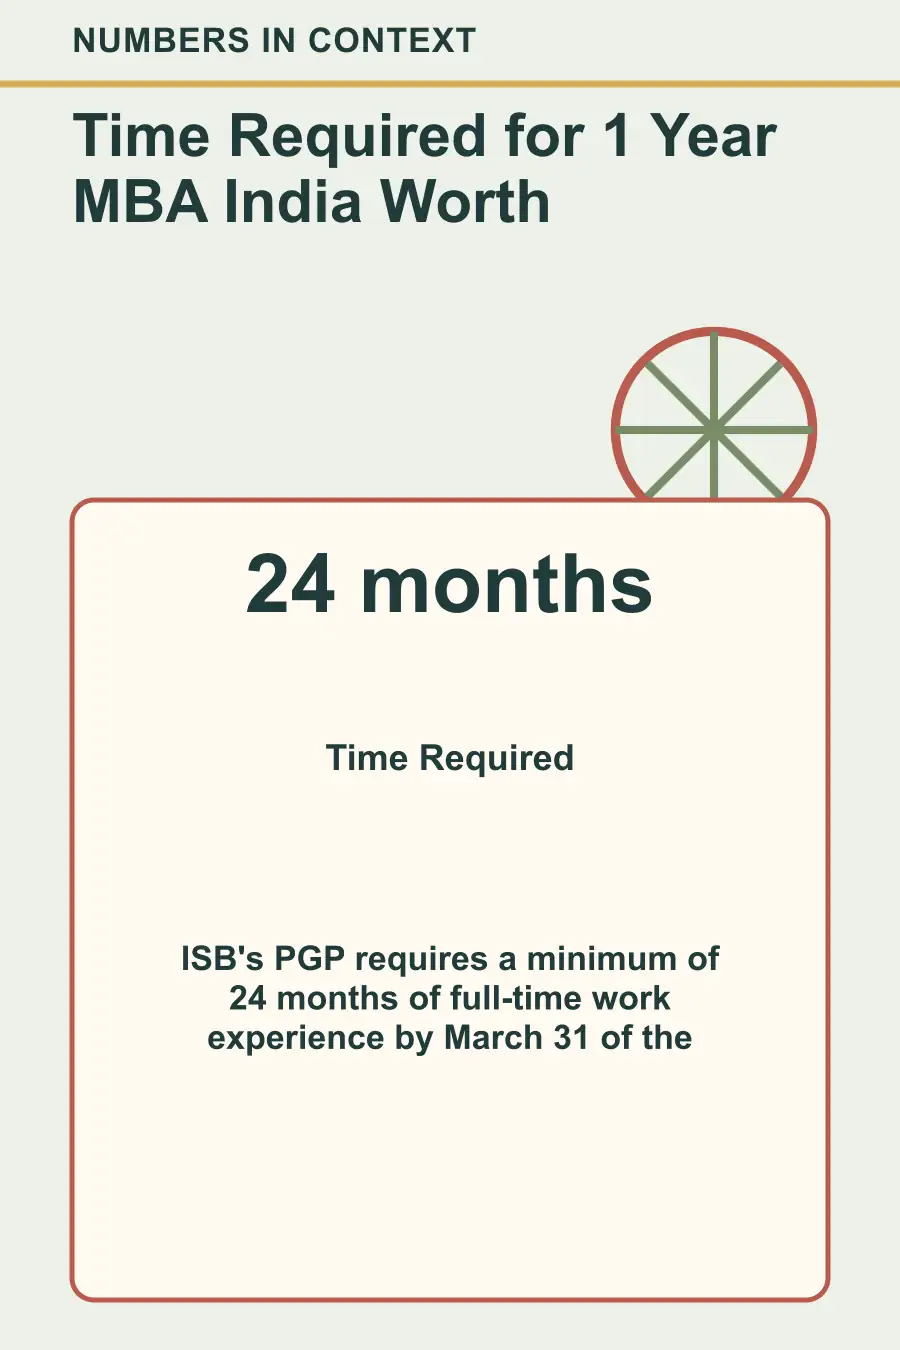 NUMBERS IN CONTEXT
Time Required for 1 Year
MBA India Worth
24 months
Time Required
ISB's PGP requires a minimum of
24 months of full-time work
experience by March 31 of the